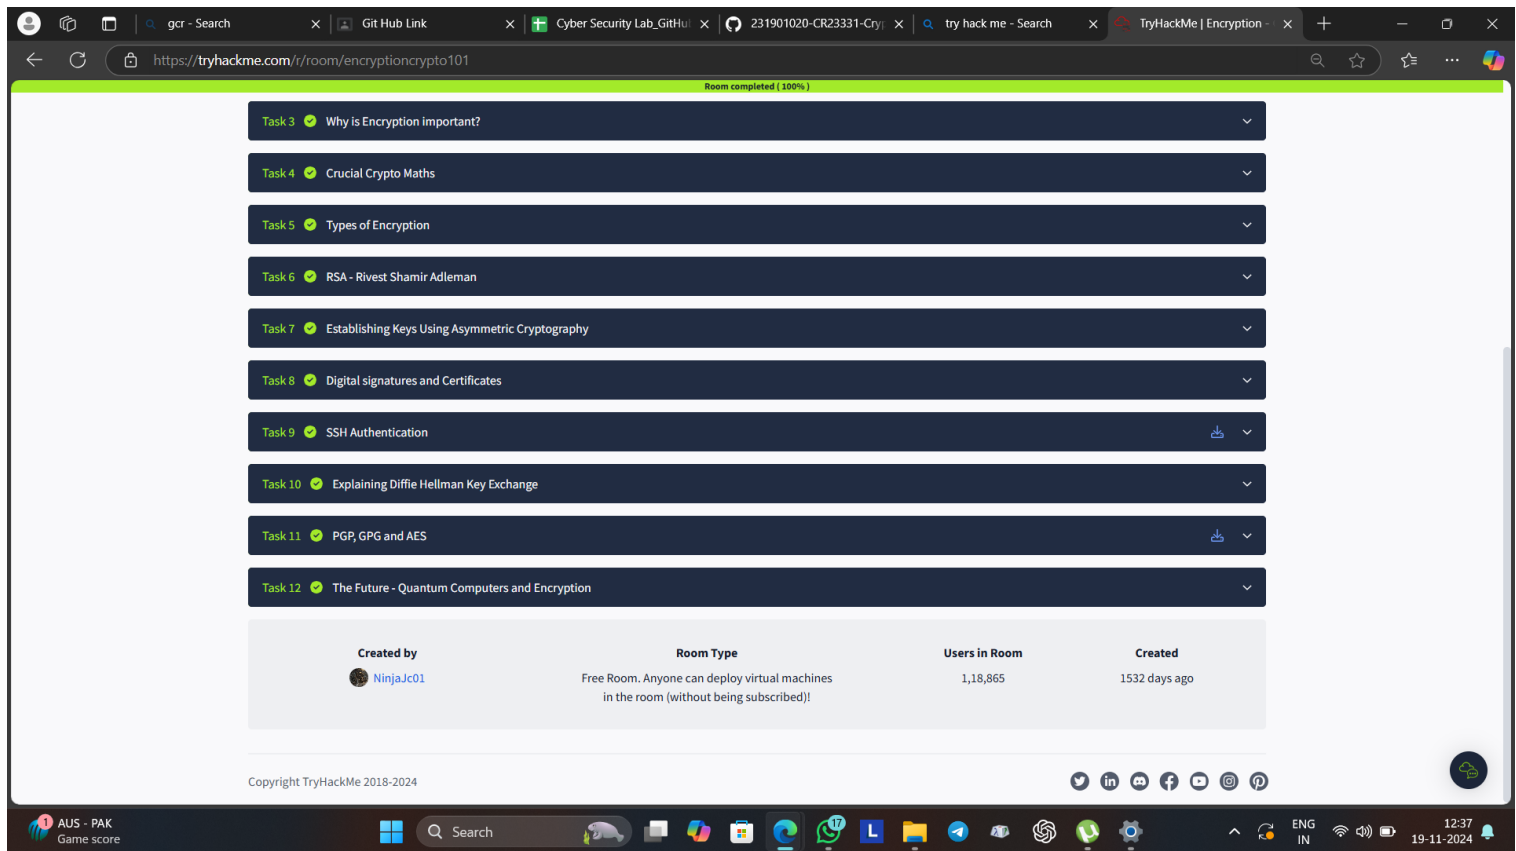 gcr - Search
Git Hub Link
Cyber Security Lab_GitHu
231901020-CR23331-Cry
try hack me - Search
TryHackMe | Encryption -
https://tryhackme.com/r/room/encryptioncrypto101
Room completed ( 100% )
Task 3 Why is Encryption important?
Task 4 Crucial Crypto Maths
Task 5 Types of Encryption
Task 6 RSA - Rivest Shamir Adleman
Task 7 Establishing Keys Using Asymmetric Cryptography
Task 8 Digital signatures and Certificates
Task 9 SSH Authentication
Task 10 Explaining Diffie Hellman Key Exchange
Task 11 PGP, GPG and AES
Task 12 The Future - Quantum Computers and Encryption
Created by
NinjaJc01
Room Type
Free Room. Anyone can deploy virtual machines
in the room (without being subscribed)!
Users in Room
1,18,865
Created
1532 days ago
Copyright TryHackMe 2018-2024
1
AUS - PAK
Game score
Search
17
L
ENG
IN
12:37
19-11-2024